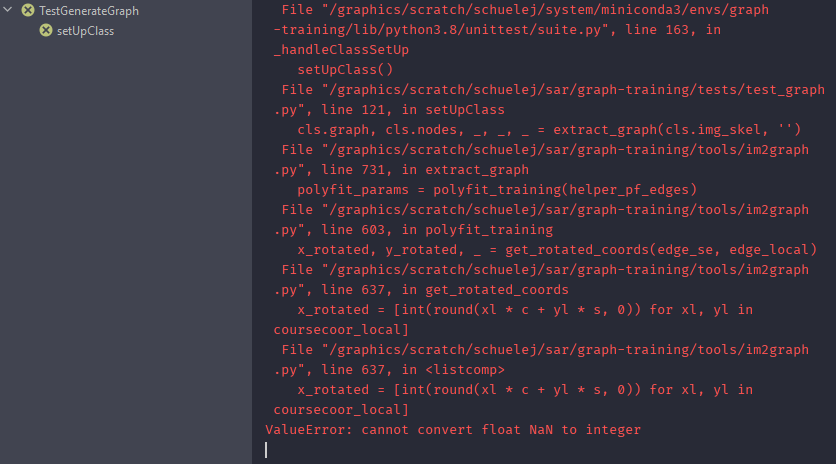 TestGenerateGraph
setUpClass
File "/graphics/scratch/schuelej/system/miniconda3/envs/graph
-training/lib/python3.8/unittest/suite.py", line 163, in
_handleClassSetUp
setUpClass()
File "/graphics/scratch/schuelej/sar/graph-training/tests/test_graph
.py", line 121, in setUpClass
cls.graph, cls.nodes, _, _, _ = extract_graph(cls.img_skel, '')
File "/graphics/scratch/schuelej/sar/graph-training/tools/im2graph
.py", line 731, in extract_graph
polyfit_params = polyfit_training(helper_pf_edges)
File "/graphics/scratch/schuelej/sar/graph-training/tools/im2graph
.py", line 603, in polyfit_training
x_rotated, y_rotated, _ = get_rotated_coords(edge_se, edge_local)
File "/graphics/scratch/schuelej/sar/graph-training/tools/im2graph
.py", line 637, in get_rotated_coords
x_rotated = [int(round(xl * c + yl * s, 0)) for xl, yl in
coursecoor_local]
File "/graphics/scratch/schuelej/sar/graph-training/tools/im2graph
.py", line 637, in <listcomp>
x_rotated = [int(round(xl * c + yl * s, 0)) for xl, yl in
coursecoor_local]
ValueError: cannot convert float NaN to integer